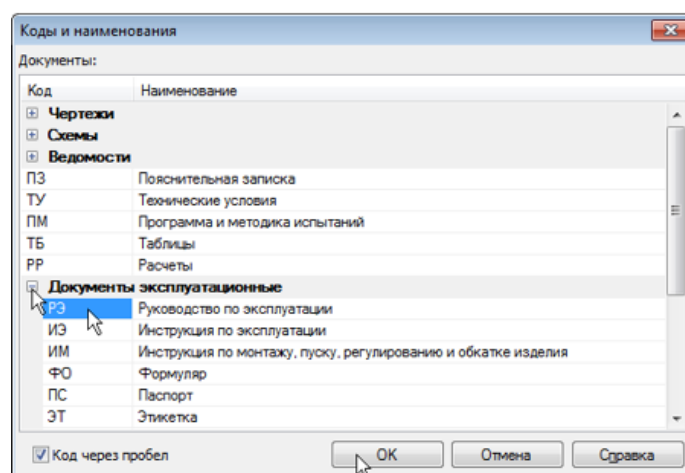 Коды и наименования
Документы:
Код Наименование
Чертежи
Схемы
Ведомости
ПЗ Пояснительная записка
ТУ Технические условия
ПМ Программа и методика испытаний
ТБ Таблицы
РР Расчеты
Документы эксплуатационные
РЭ Руководство по эксплуатации
ИЭ Инструкция по эксплуатации
ИМ Инструкция по монтажу, пуску, регулированию и обкатке изделия
ФО Формуляр
ПС Паспорт
ЭТ Этикетка
Код через пробел OK Отмена Справка